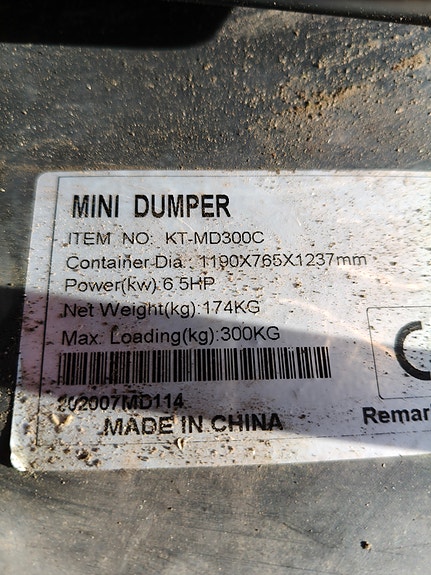 MINI DUMPER
ITEM NO: KT-MD300C
Container Dia.: 1190X765X1237mm
Power(kw) 6.5HP
Net Weight(kg): 174KG
Max. Loading(kg): 300KG
202007MD114
MADE IN CHINA
Remar